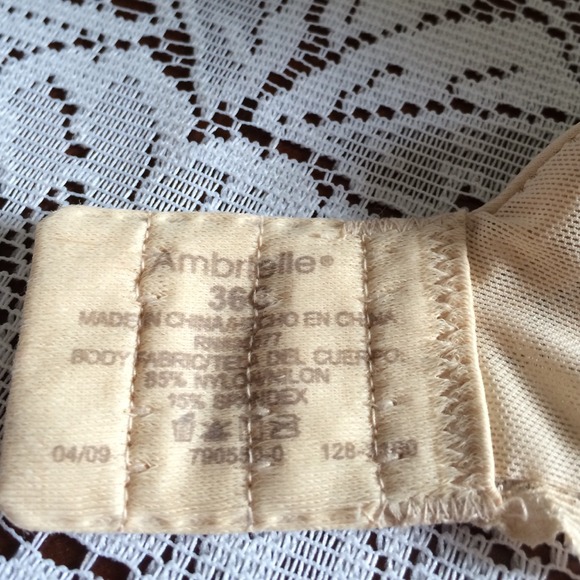 Ambrielle®
36C
MADE IN CHINA/HECHO EN CHINA
BODY FABRIC/TELA DEL CUERPO:
85% NYLON/NILON
15% SPANDEX
04/09